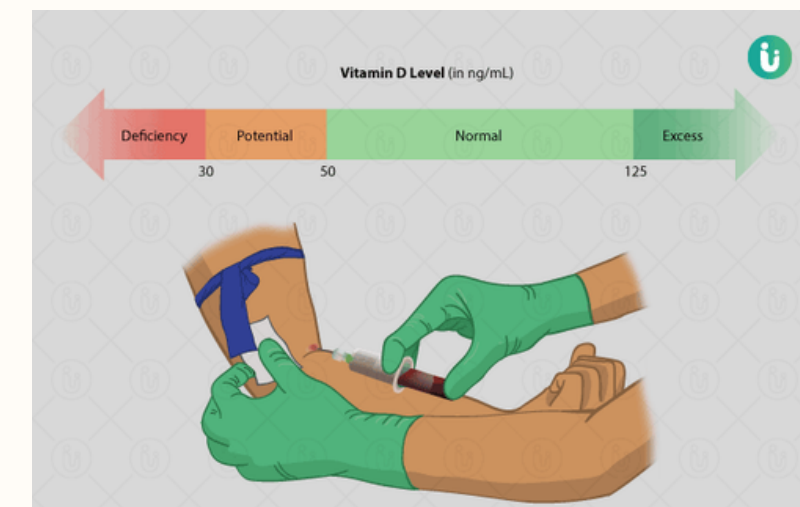 Vitamin D Level (in ng/mL)
Deficiency Potential Normal Excess
30 50 125